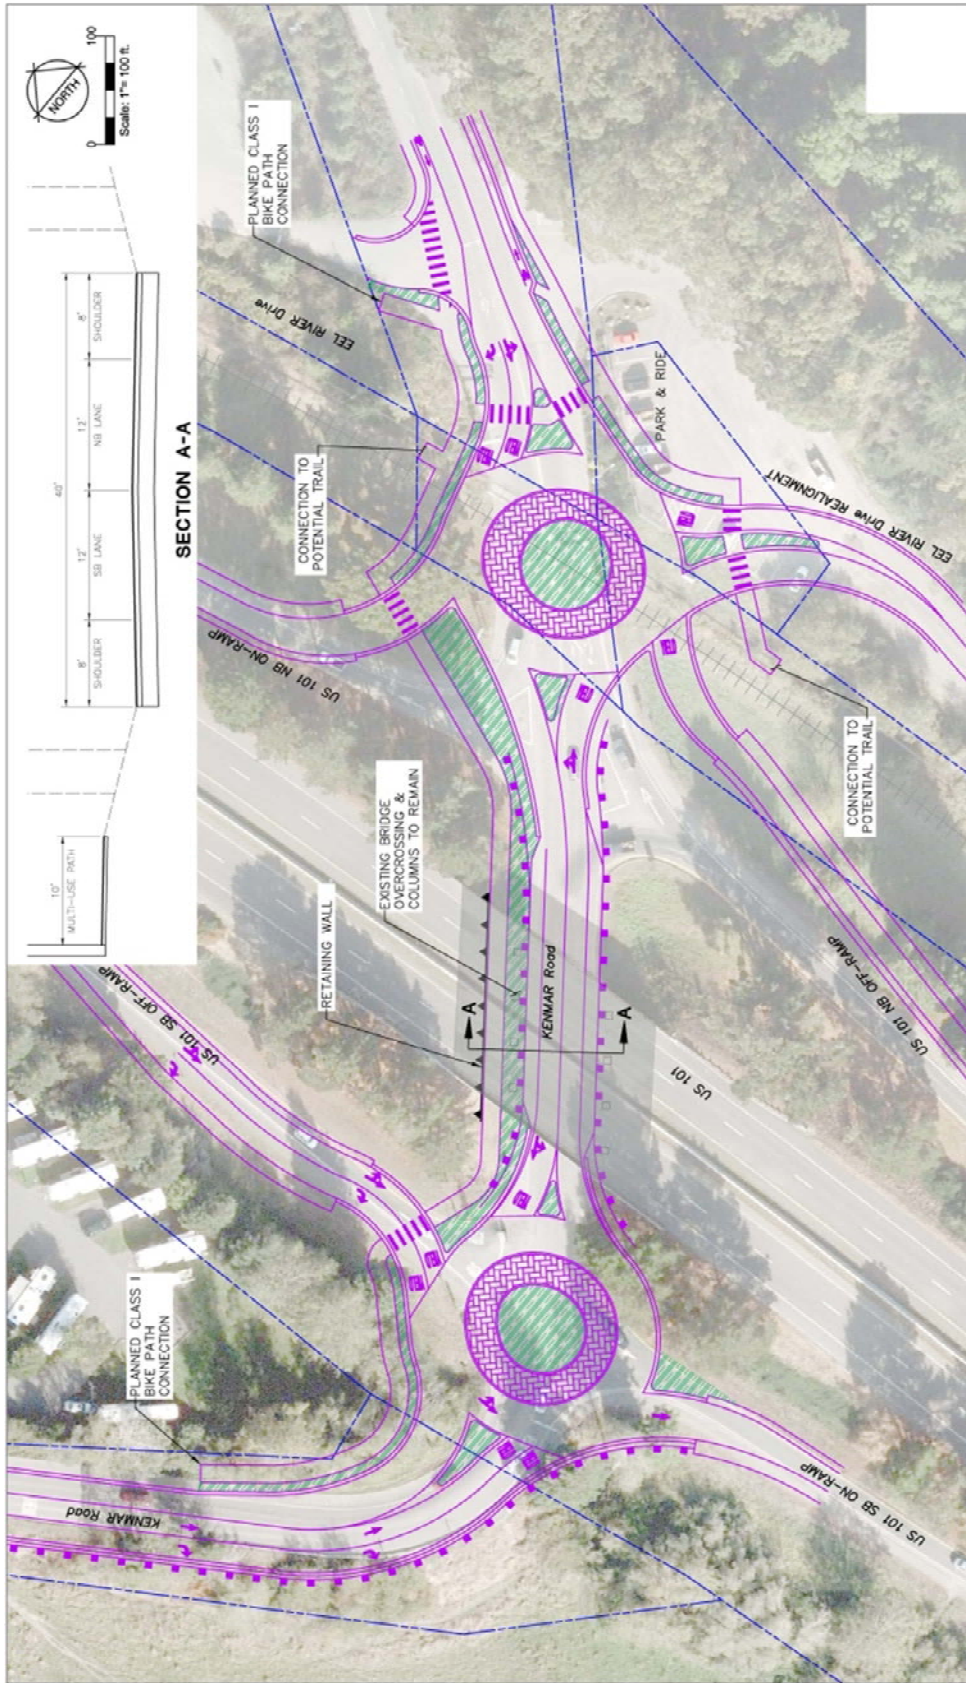 NORTH
0
100
Scale: 1"= 100 ft.
10'
MULTI-USE PATH
40'
8'
SHOULDER
12'
SB LANE
12'
NB LANE
8'
SHOULDER
SECTION A-A
PLANNED CLASS I
BIKE PATH
CONNECTION
EEL RIVER Drive
CONNECTION TO
POTENTIAL TRAIL
US 101 NB ON-RAMP
PARK & RIDE
EEL RIVER Drive REALIGNMENT
EXISTING BRIDGE
OVERCROSSING &
COLUMNS TO REMAIN
RETAINING WALL
A
A
KENMAR Road
US 101
CONNECTION TO
POTENTIAL TRAIL
US 101 NB OFF-RAMP
US 101 SB OFF-RAMP
PLANNED CLASS I
BIKE PATH
CONNECTION
KENMAR Road
US 101 SB ON-RAMP